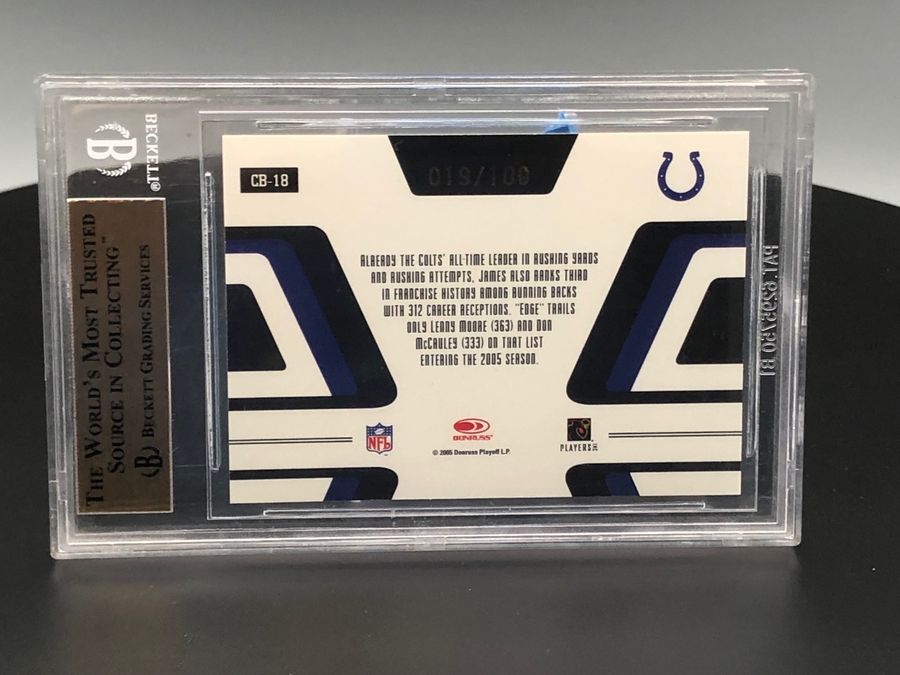 BECKETT®
B
The World's Most Trusted
Source in Collecting™
B Beckett Grading Services
CB-18
019/100
ALREADY THE COLTS' ALL-TIME LEADER IN RUSHING YARDS
AND RUSHING ATTEMPTS, JAMES ALSO RANKS THIRD
IN FRANCHISE HISTORY AMONG RUNNING BACKS
WITH 312 CAREER RECEPTIONS. "EDGE" TRAILS
ONLY LENNY MOORE (363) AND DON
McCAULEY (333) ON THAT LIST
ENTERING THE 2005 SEASON.
NFL
DONRUSS
PLAYERS INC
© 2005 Donruss Playoff L.P.